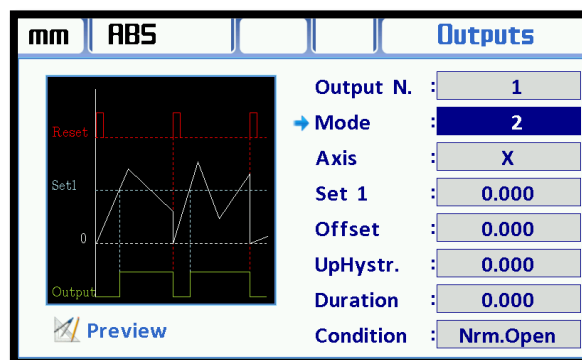 mm ABS Outputs
Output N. : 1
Mode : 2
Axis : X
Set 1 : 0.000
Offset : 0.000
UpHystr. : 0.000
Duration : 0.000
Condition : Nrm.Open
Reset
Set1
0
Output
Preview